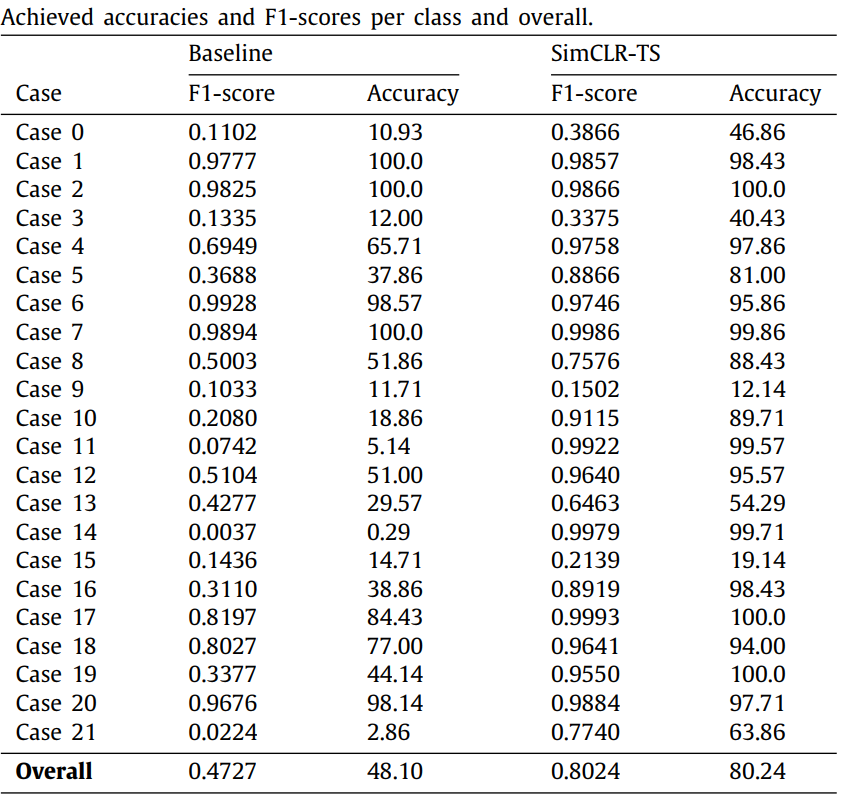 Achieved accuracies and F1-scores per class and overall.
Baseline SimCLR-TS
Case F1-score Accuracy F1-score Accuracy
Case 0 0.1102 10.93 0.3866 46.86
Case 1 0.9777 100.0 0.9857 98.43
Case 2 0.9825 100.0 0.9866 100.0
Case 3 0.1335 12.00 0.3375 40.43
Case 4 0.6949 65.71 0.9758 97.86
Case 5 0.3688 37.86 0.8866 81.00
Case 6 0.9928 98.57 0.9746 95.86
Case 7 0.9894 100.0 0.9986 99.86
Case 8 0.5003 51.86 0.7576 88.43
Case 9 0.1033 11.71 0.1502 12.14
Case 10 0.2080 18.86 0.9115 89.71
Case 11 0.0742 5.14 0.9922 99.57
Case 12 0.5104 51.00 0.9640 95.57
Case 13 0.4277 29.57 0.6463 54.29
Case 14 0.0037 0.29 0.9979 99.71
Case 15 0.1436 14.71 0.2139 19.14
Case 16 0.3110 38.86 0.8919 98.43
Case 17 0.8197 84.43 0.9993 100.0
Case 18 0.8027 77.00 0.9641 94.00
Case 19 0.3377 44.14 0.9550 100.0
Case 20 0.9676 98.14 0.9884 97.71
Case 21 0.0224 2.86 0.7740 63.86
Overall 0.4727 48.10 0.8024 80.24